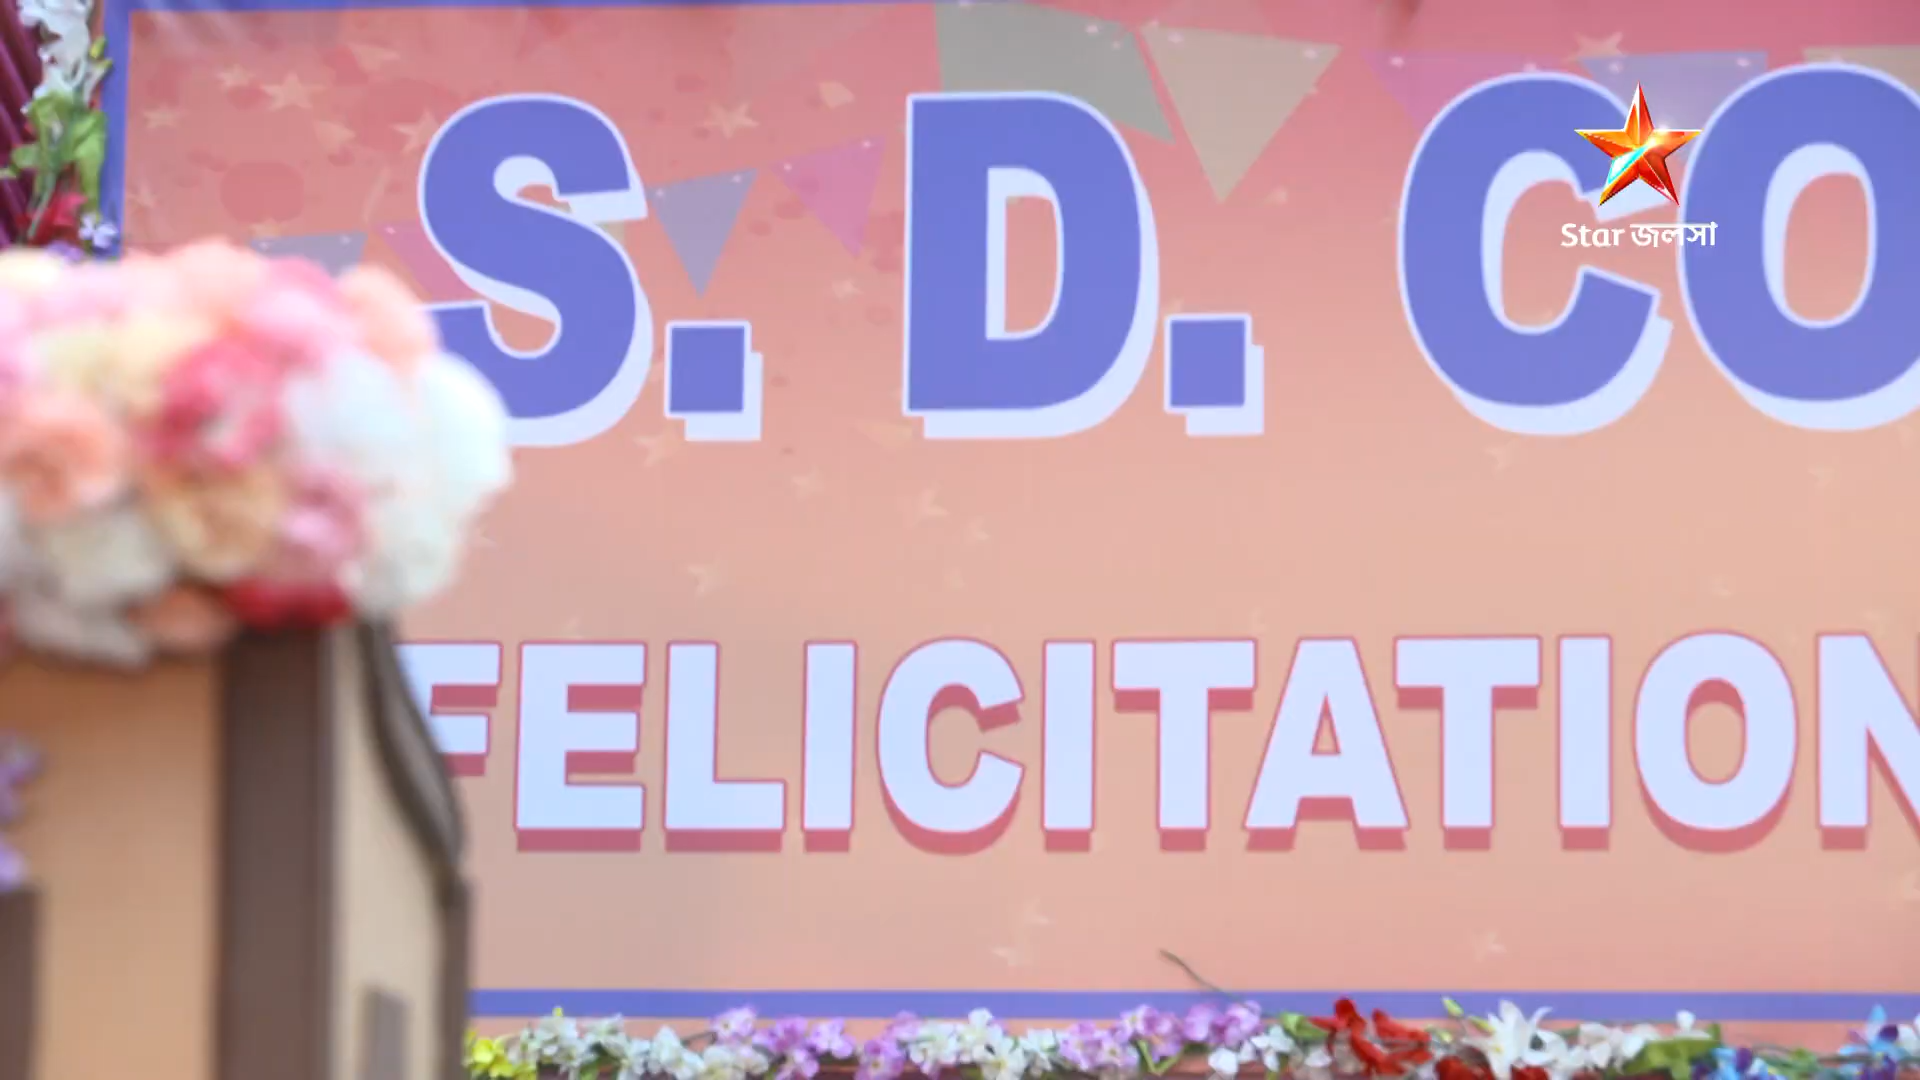 S. D. CO
Star জলসা
FELICITATION